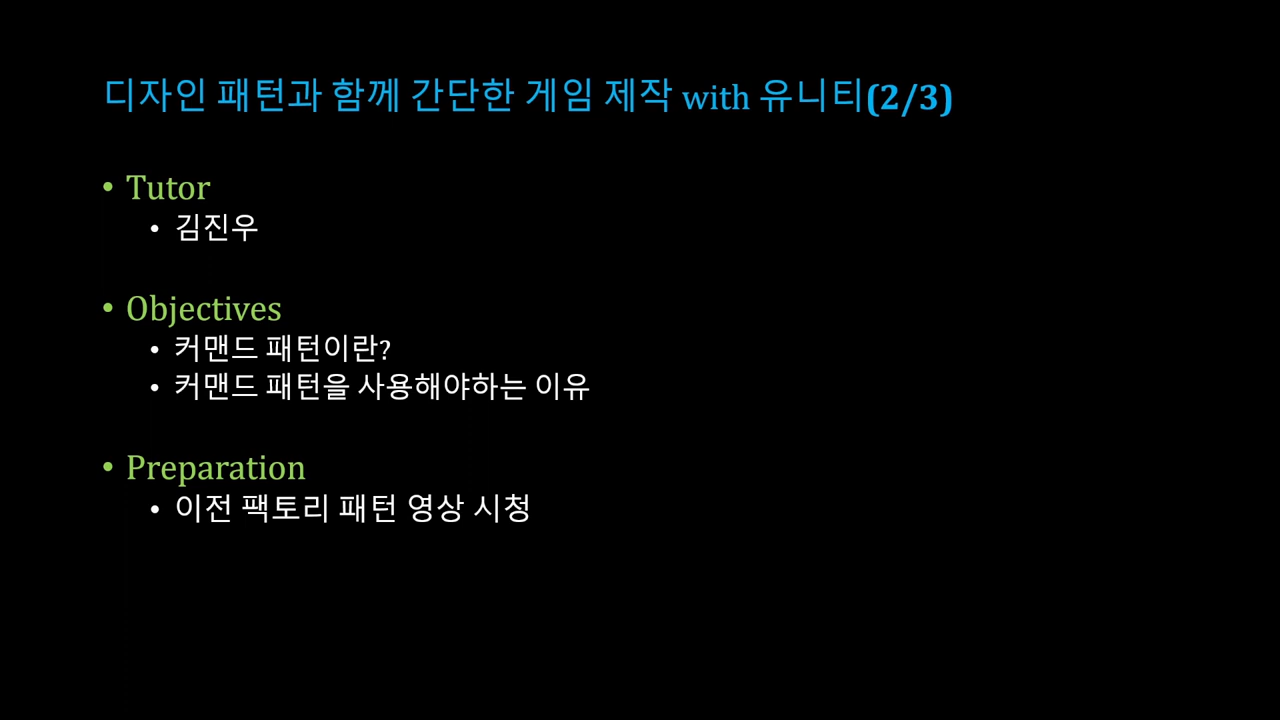 디자인 패턴과 함께 간단한 게임 제작 with 유니티(2/3)
• Tutor
• 김진우
• Objectives
• 커맨드 패턴이란?
• 커맨드 패턴을 사용해야하는 이유
• Preparation
• 이전 팩토리 패턴 영상 시청